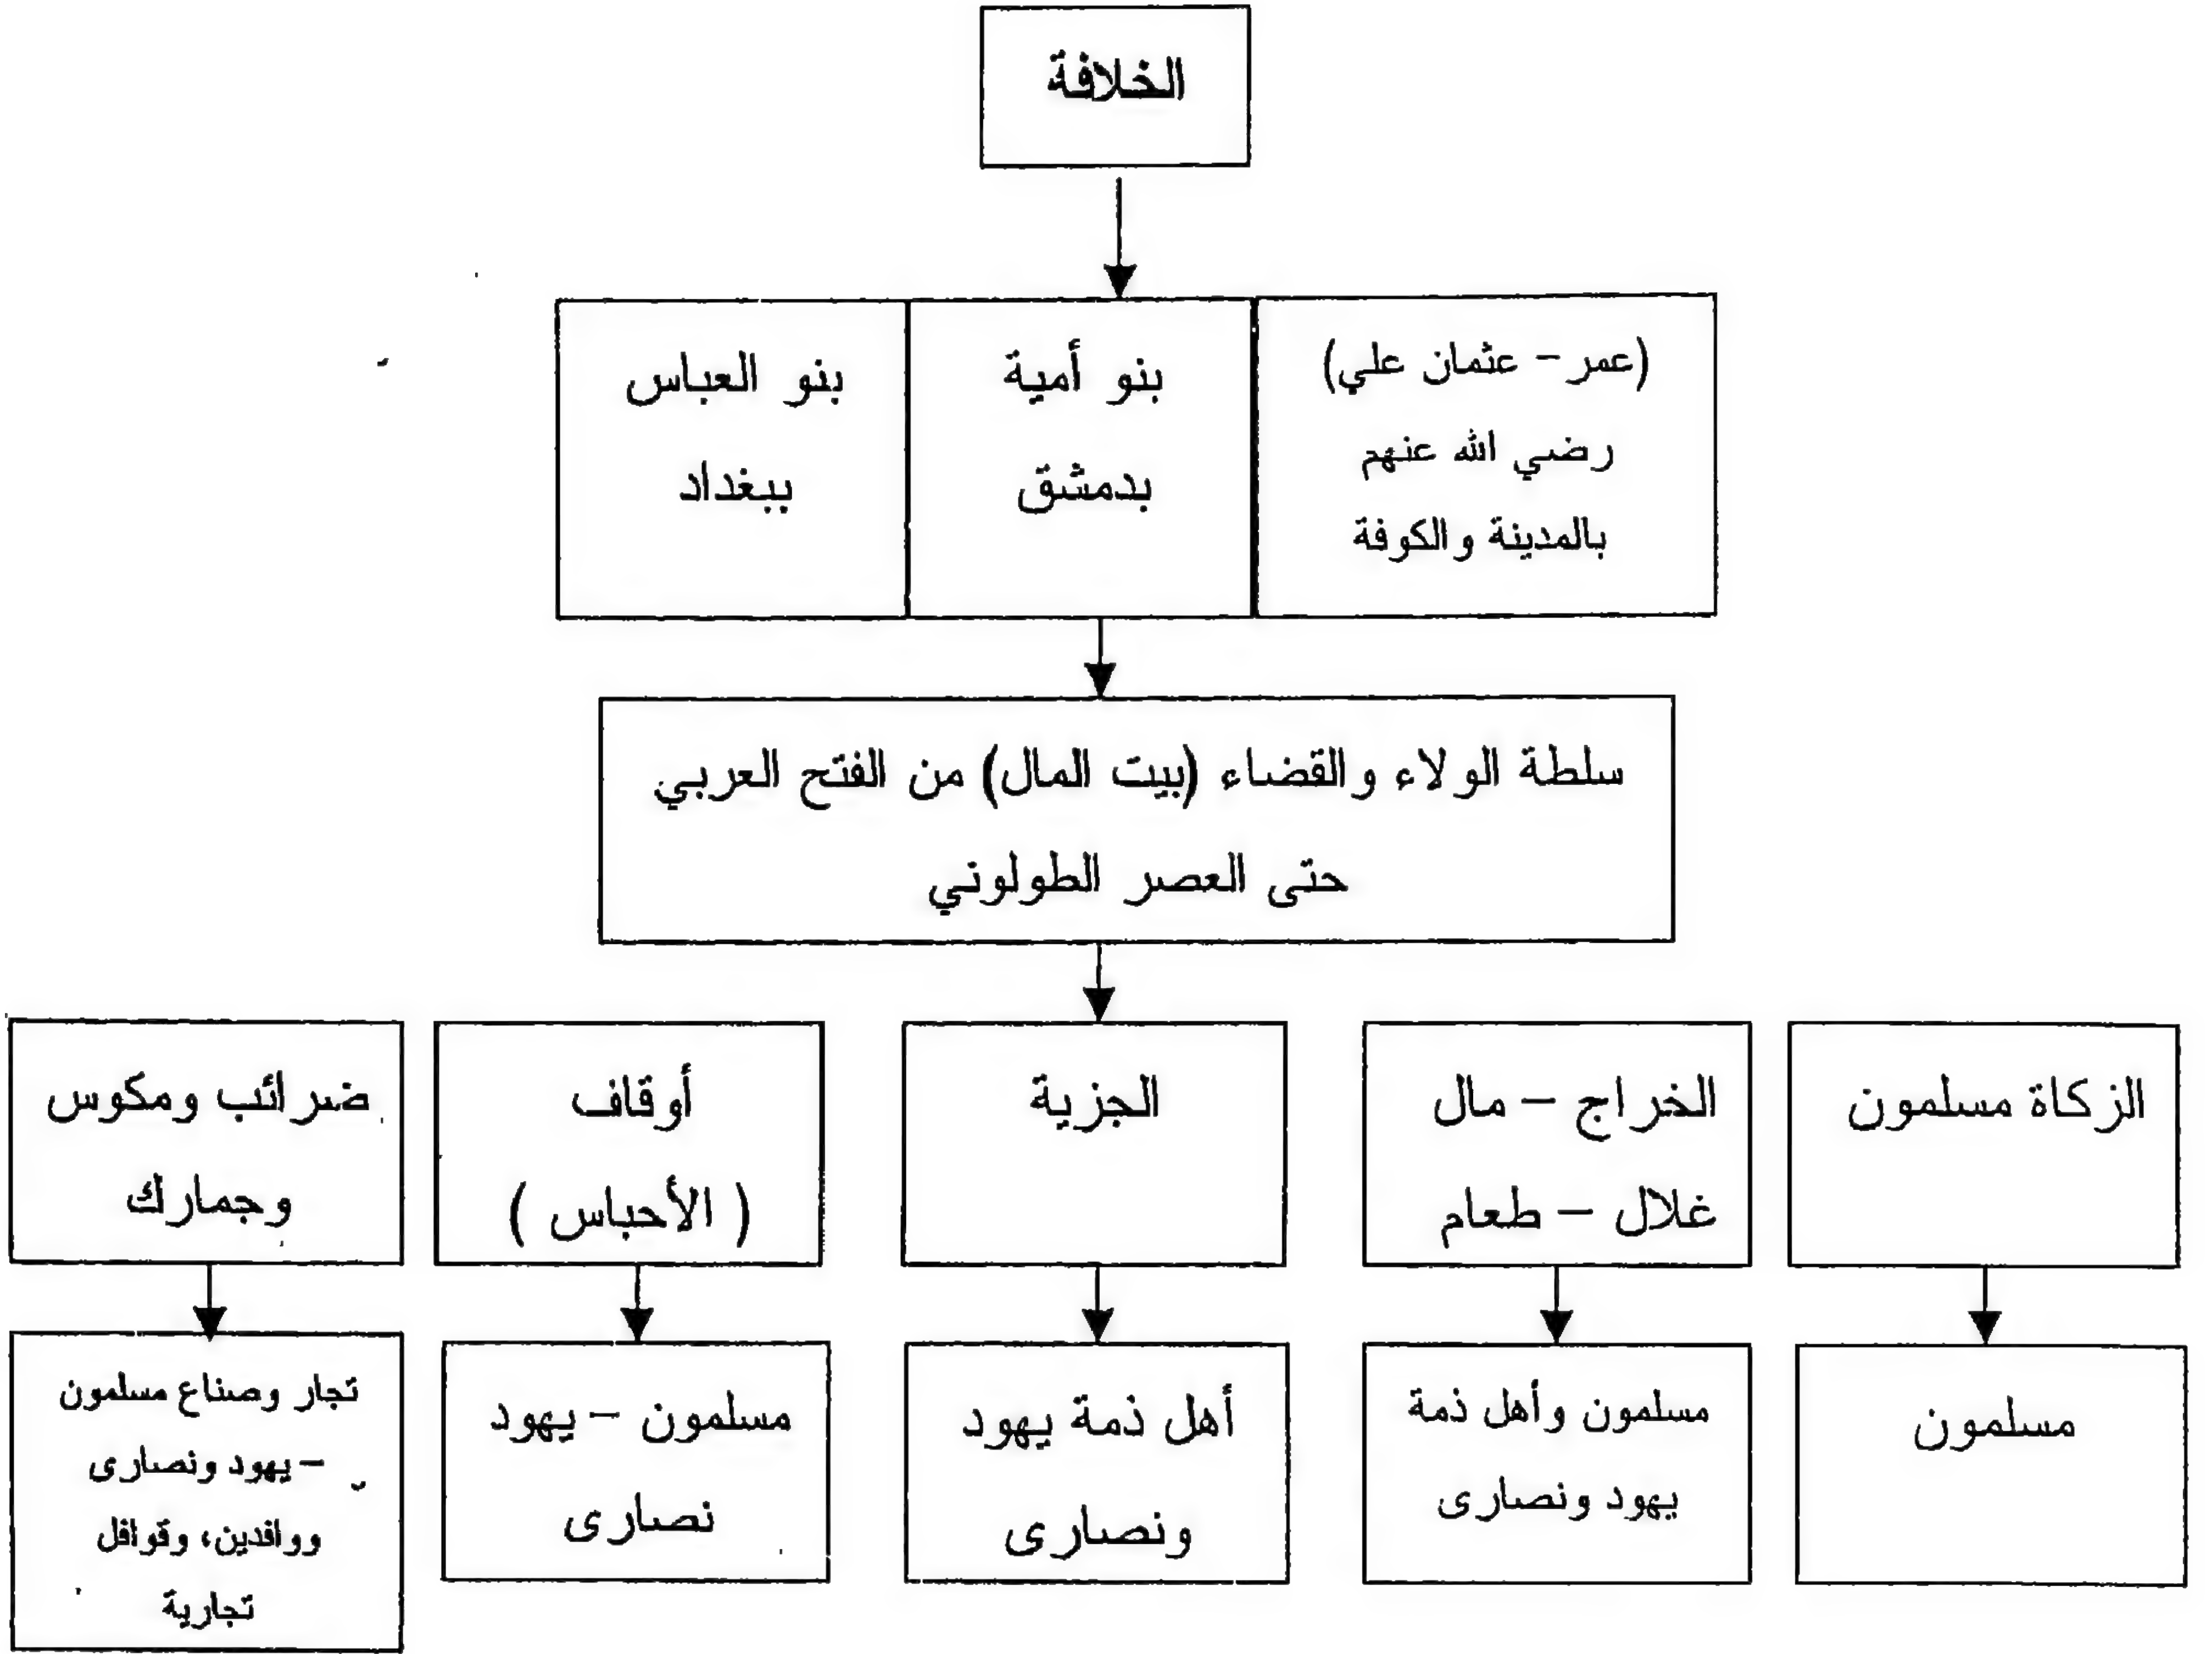 الخلافة
(عمر – عثمان علي)
رضي الله عنهم
بالمدينة والكوفة
بنو أمية
بدمشق
بنو العباس
ببغداد
سلطة الولاء والقضاء (بيت المال) من الفتح العربي
حتى العصر الطولوني
الزكاة مسلمون
الخراج – مال
غلال – طعام
الجزية
أوقاف
( الأحباس )
ضرائب ومكوس
وجمارك
مسلمون
مسلمون وأهل ذمة
يهود ونصارى
أهل ذمة يهود
ونصارى
مسلمون – يهود
نصارى
تجار وصناع مسلمون
– يهود ونصارى
ووافدين، وقوافل
تجارية